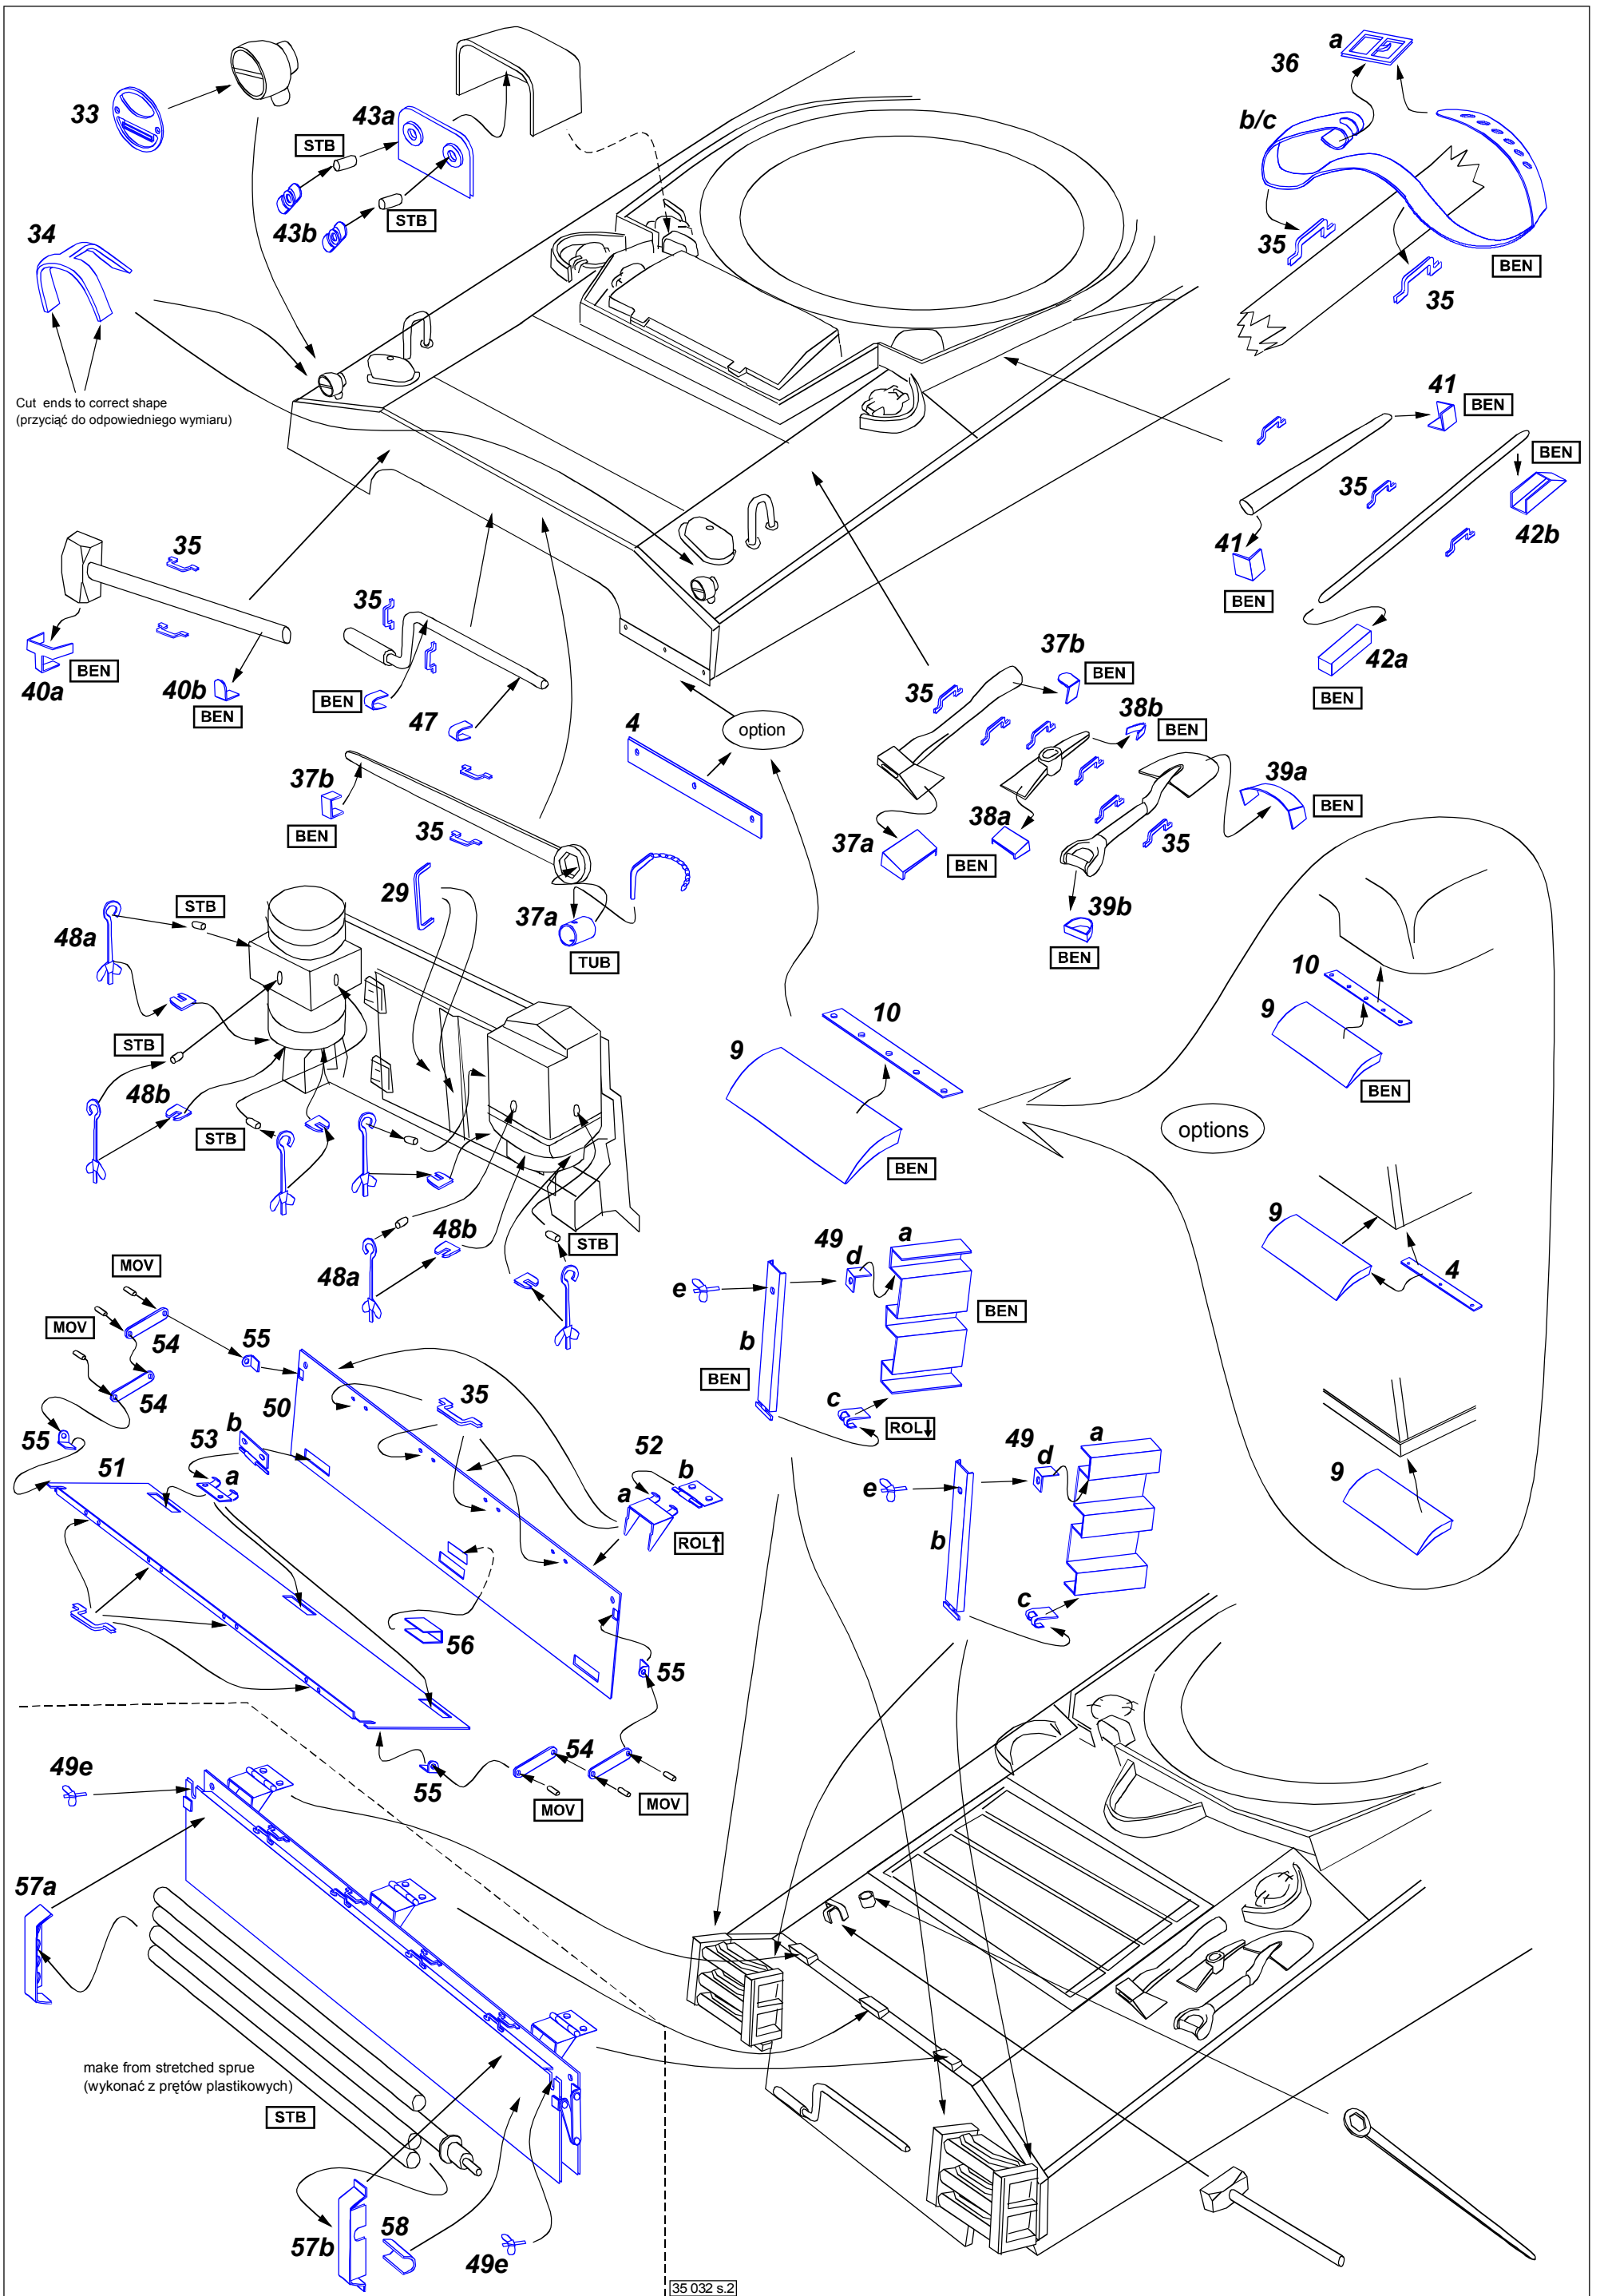 36
a
b/c
33
43a
STB
STB
43b
34
35
35
BEN
Cut ends to correct shape
(przyciąć do odpowiedniego wymiaru)
41
BEN
BEN
35
42b
41
BEN
42a
BEN
35
40a
BEN
40b
BEN
35
BEN
47
4
option
37b
BEN
35
38b
BEN
39a
BEN
37a
BEN
38a
35
39b
BEN
37b
BEN
35
29
37a
TUB
48a
STB
STB
48b
STB
48b
STB
48a
10
9
BEN
10
9
BEN
options
9
4
9
49
a
d
e
BEN
b
BEN
c
ROL↓
49
a
d
e
b
c
MOV
MOV
54
54
55
50
35
55
53
b
a
51
52
b
a
ROL↑
56
55
54
55
MOV
MOV
49e
57a
make from stretched sprue
(wykonać z prętów plastikowych)
STB
57b
58
49e
35 032 s.2